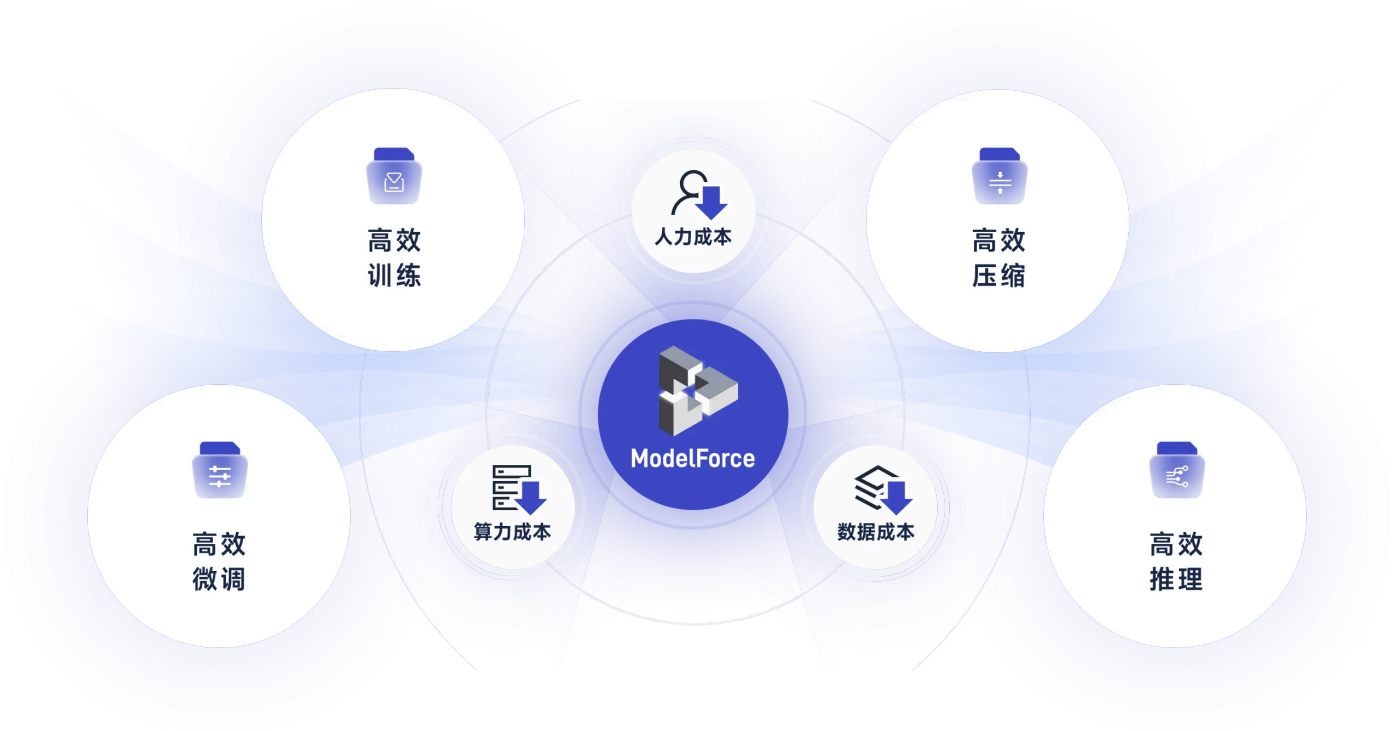 高效
训练
人力成本
高效
压缩
ModelForce
高效
微调
算力成本
数据成本
高效
推理